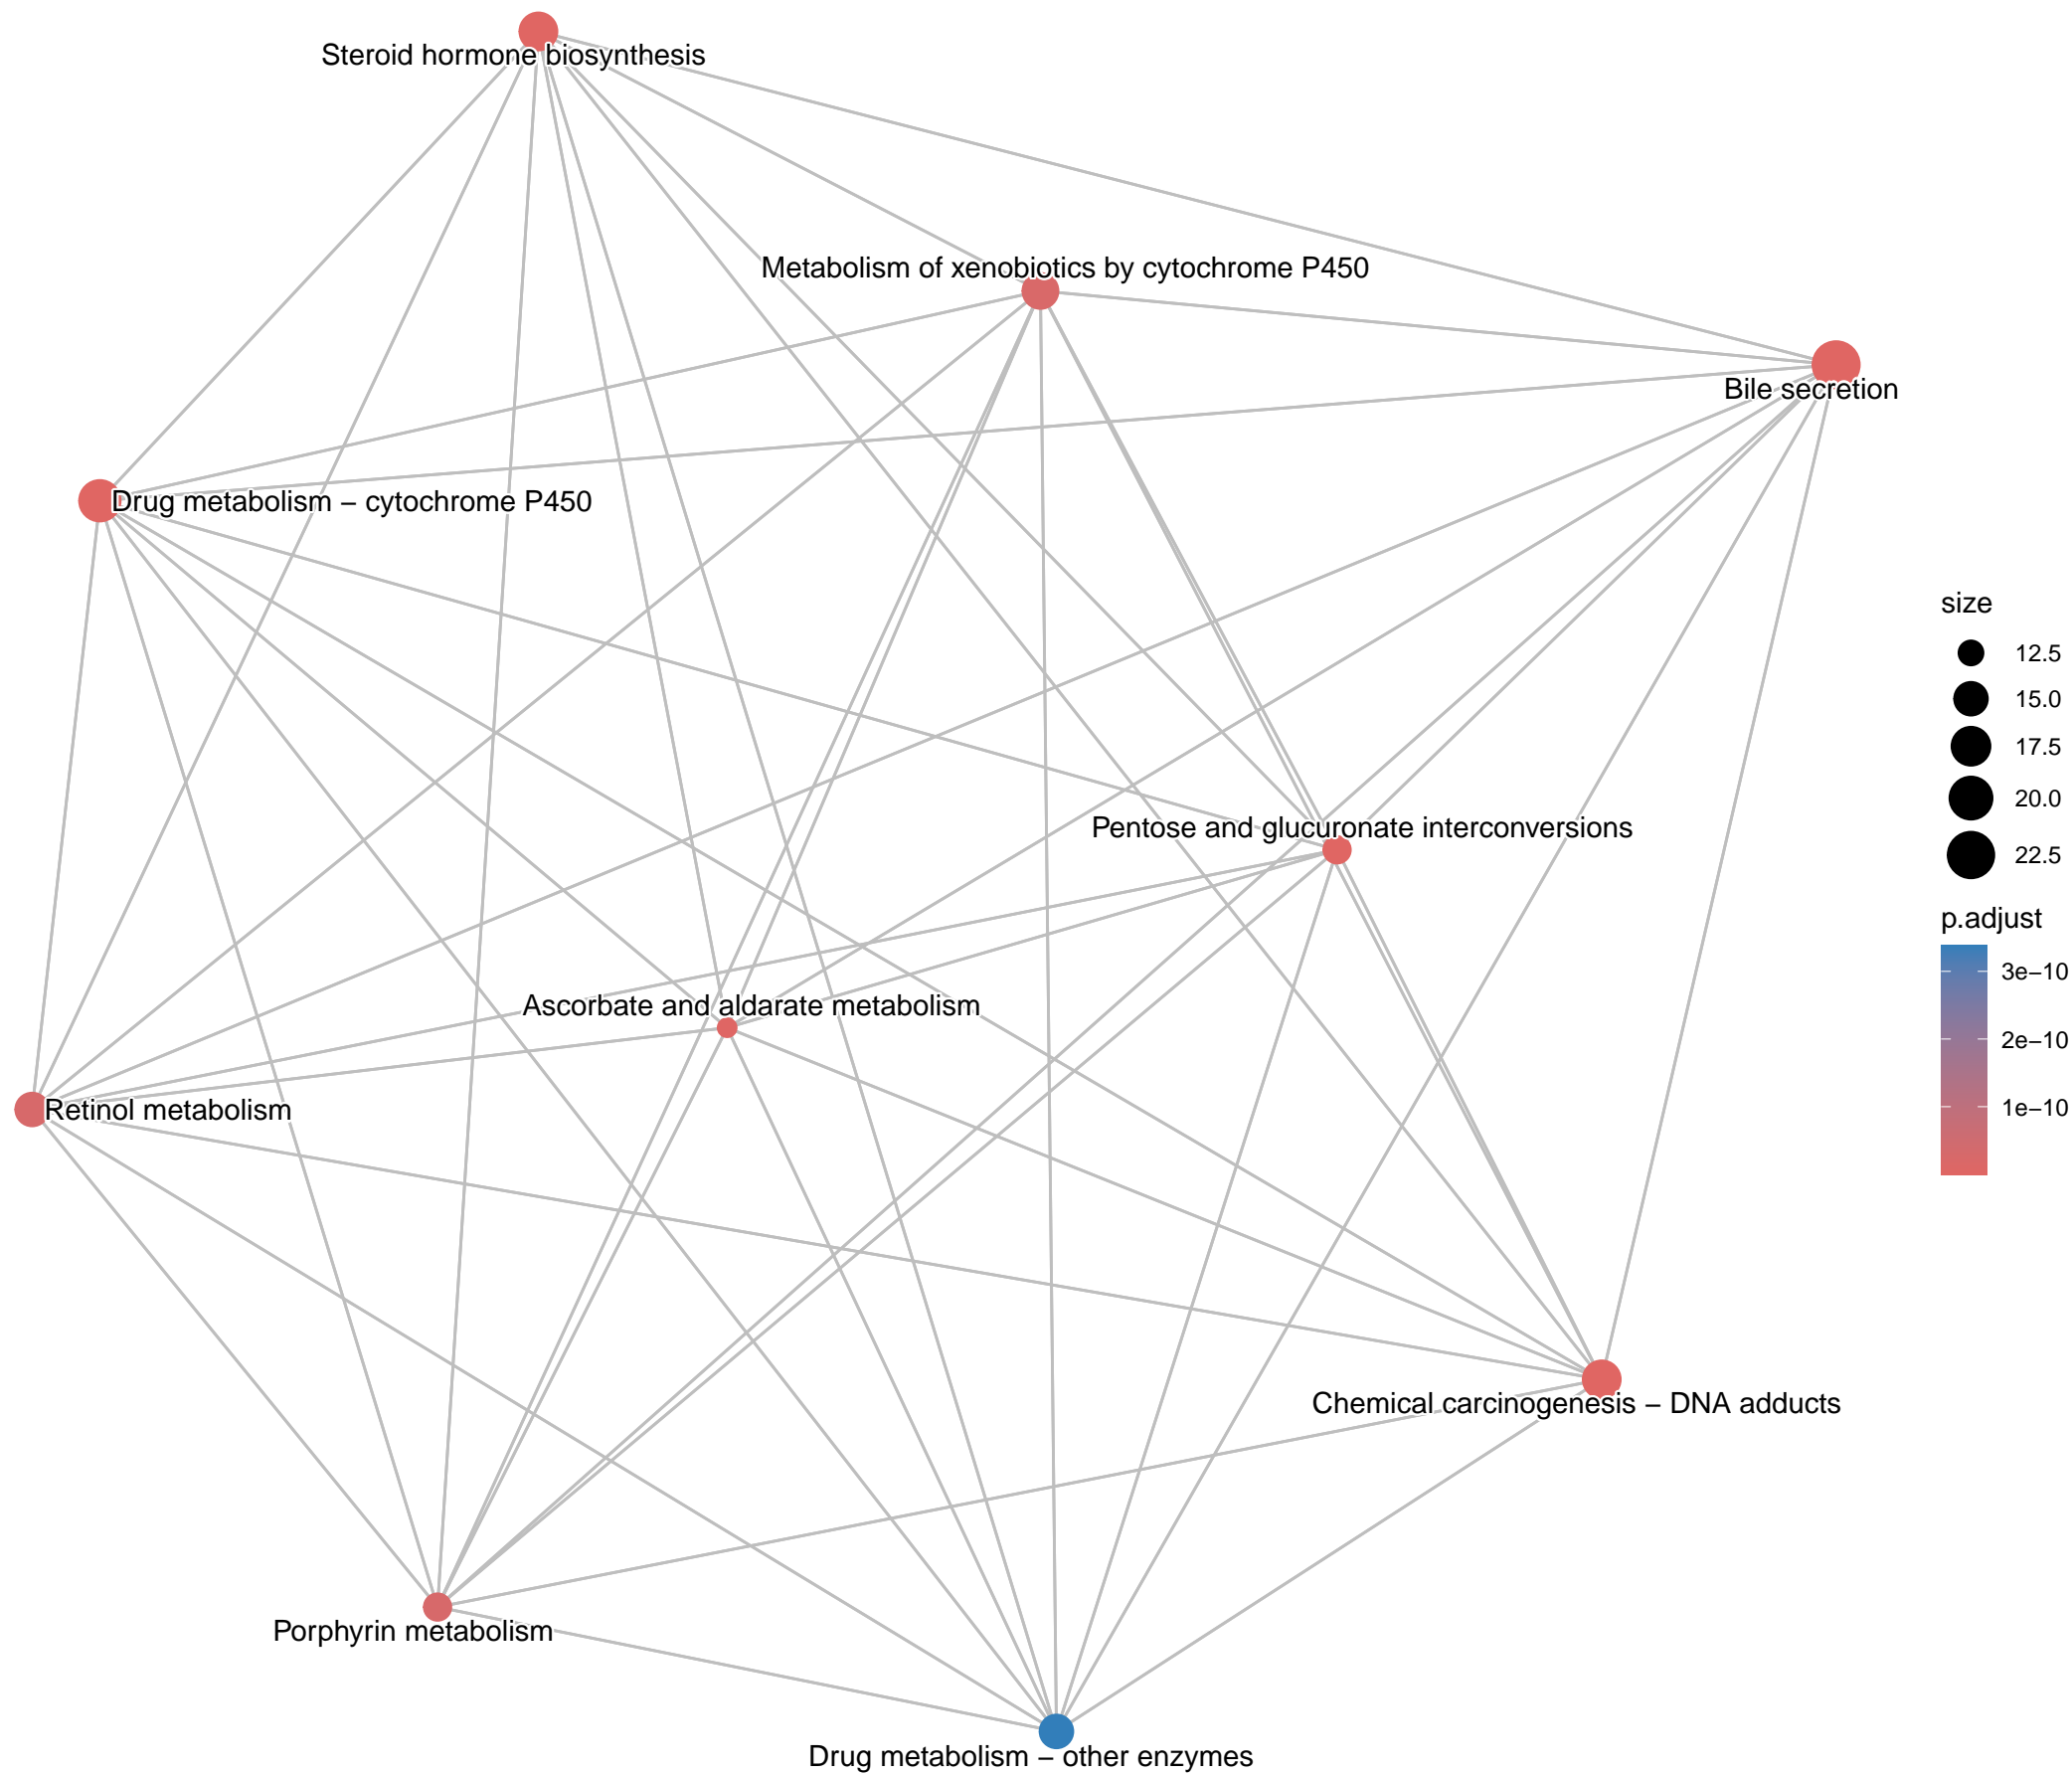 Steroid hormone biosynthesis
Metabolism of xenobiotics by cytochrome P450
Bile secretion
Drug metabolism – cytochrome P450
Pentose and glucuronate interconversions
Ascorbate and aldarate metabolism
Retinol metabolism
Chemical carcinogenesis – DNA adducts
Porphyrin metabolism
Drug metabolism – other enzymes
size
12.5
15.0
17.5
20.0
22.5
p.adjust
3e−10
2e−10
1e−10